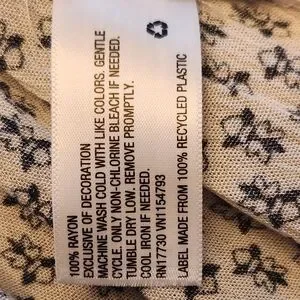 100% RAYON
EXCLUSIVE OF DECORATION
MACHINE WASH COLD WITH LIKE COLORS. GENTLE
CYCLE. ONLY NON-CHLORINE BLEACH IF NEEDED.
TUMBLE DRY LOW. REMOVE PROMPTLY.
COOL IRON IF NEEDED.
RN17730 VN1154793
LABEL MADE FROM 100% RECYCLED PLASTIC